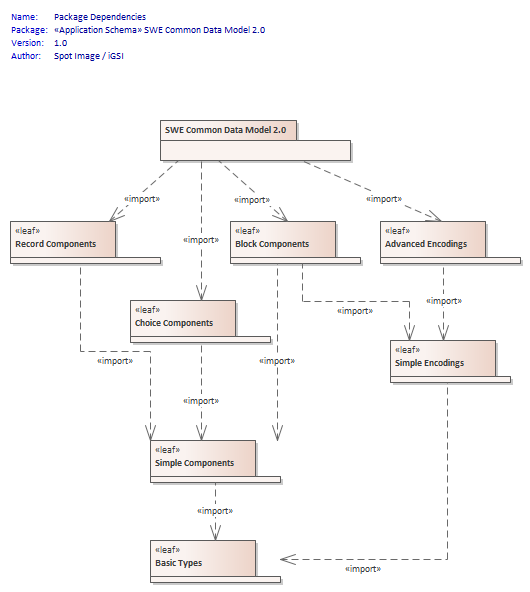 Name: Package Dependencies
Package: «Application Schema» SWE Common Data Model 2.0
Version: 1.0
Author: Spot Image / iGSI
SWE Common Data Model 2.0
«import»
«import»
«import»
«import»
«leaf»
Record Components
«leaf»
Block Components
«leaf»
Advanced Encodings
«import»
«leaf»
Choice Components
«import»
«import»
«leaf»
Simple Encodings
«import»
«import»
«import»
«leaf»
Simple Components
«import»
«leaf»
Basic Types
«import»